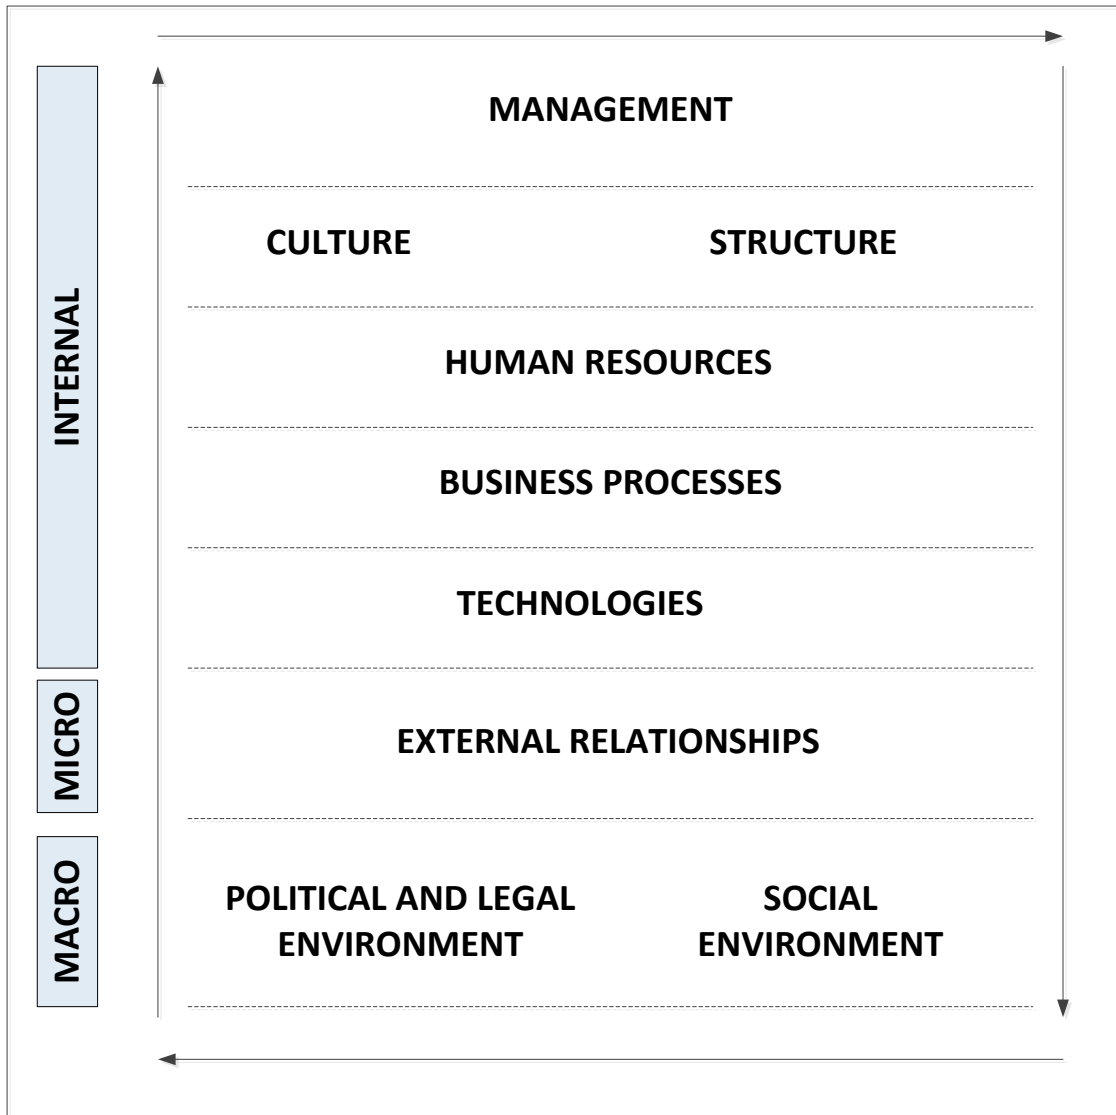 MANAGEMENT
CULTURE
STRUCTURE
HUMAN RESOURCES
BUSINESS PROCESSES
TECHNOLOGIES
INTERNAL
EXTERNAL RELATIONSHIPS
MICRO
POLITICAL AND LEGAL
ENVIRONMENT
SOCIAL
ENVIRONMENT
MACRO